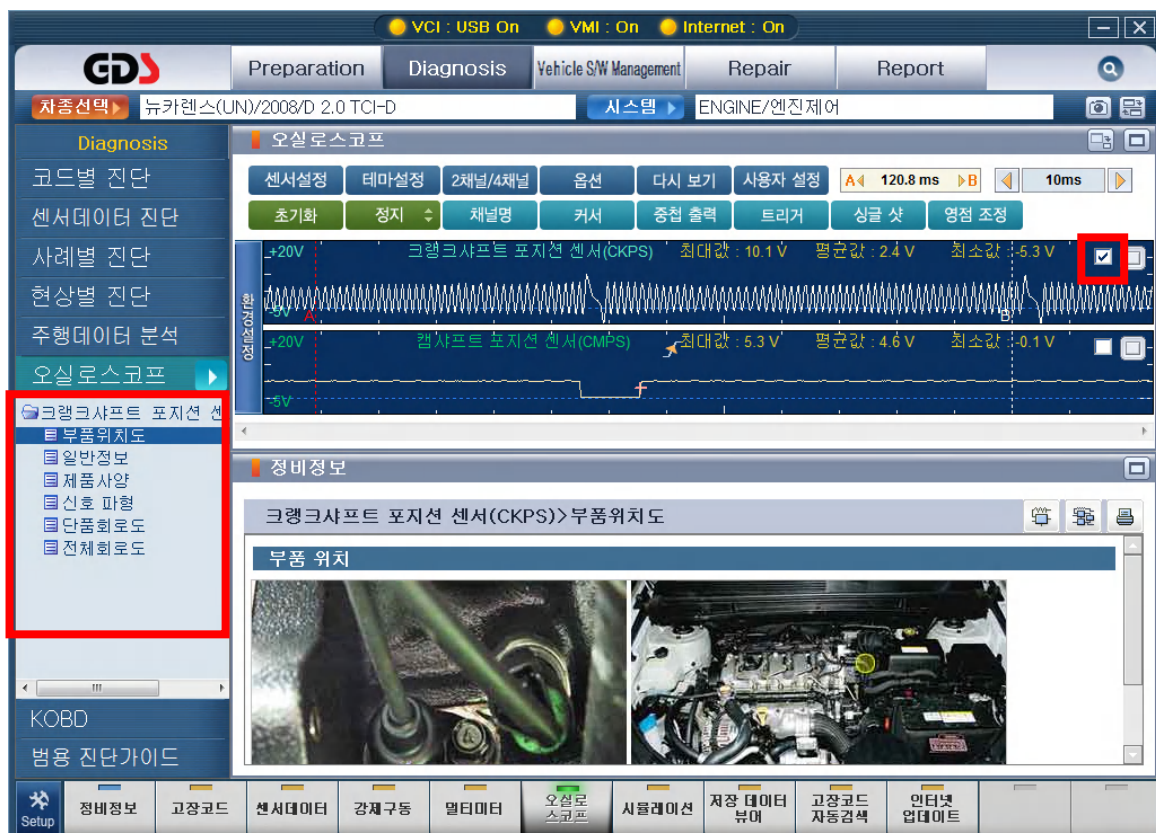 VCI : USB On VMI : On Internet : On
GDS Preparation Diagnosis Vehicle S/W Management Repair Report
차종선택 뉴카렌스(UN)/2008/D 2.0 TCI-D 시스템 ENGINE/엔진제어
Diagnosis
코드별 진단
센서데이터 진단
사례별 진단
현상별 진단
주행데이터 분석
오실로스코프
크랭크샤프트 포지션 센
부품위치도
일반정보
제품사양
신호 파형
단품회로도
전체회로도
KOBD
범용 진단가이드
오실로스코프
센서설정 테마설정 2채널/4채널 옵션 다시 보기 사용자 설정 A 120.8 ms B 10ms
초기화 정지 채널명 커서 중첩 출력 트리거 싱글 샷 영점 조정
환경설정
+20V 크랭크샤프트 포지션 센서(CKPS) 최대값 : 10.1 V 평균값 : 2.4 V 최소값 : -5.3 V
-5V A B
+20V 캠샤프트 포지션 센서(CMPS) 최대값 : 5.3 V 평균값 : 4.6 V 최소값 : -0.1 V
-5V
정비정보
크랭크샤프트 포지션 센서(CKPS)>부품위치도
부품 위치
Setup 정비정보 고장코드 센서데이터 강제구동 멀티미터 오실로스코프 시뮬레이션 저장 데이터 뷰어 고장코드 자동검색 인터넷 업데이트